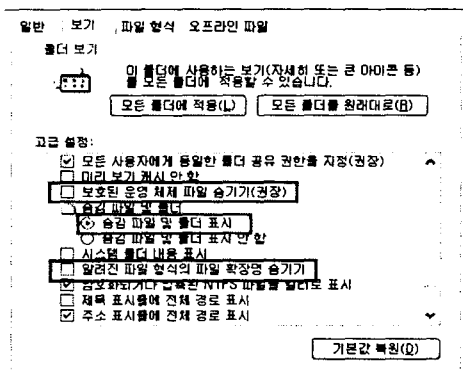 일반 보기 파일 형식 오프라인 파일
폴더 보기
이 폴더에 사용하는 보기(자세히 또는 큰 아이콘 등)
를 모든 폴더에 적용할 수 있습니다.
모든 폴더에 적용(L) 모든 폴더를 원래대로(R)
고급 설정:
모든 사용자에게 동일한 폴더 공유 권한을 지정(권장)
미리 보기 캐시 안 함
보호된 운영 체제 파일 숨기기(권장)
숨김 파일 및 폴더
숨김 파일 및 폴더 표시
숨김 파일 및 폴더 표시 안 함
시스템 폴더 내용 표시
알려진 파일 형식의 파일 확장명 숨기기
암호화되거나 압축된 NTFS 파일을 컬러로 표시
제목 표시줄에 전체 경로 표시
주소 표시줄에 전체 경로 표시
기본값 복원(D)